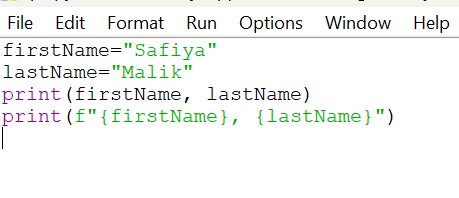 File Edit Format Run Options Window Help
firstName="Safiya"
lastName="Malik"
print(firstName, lastName)
print(f"{firstName}, {lastName}")